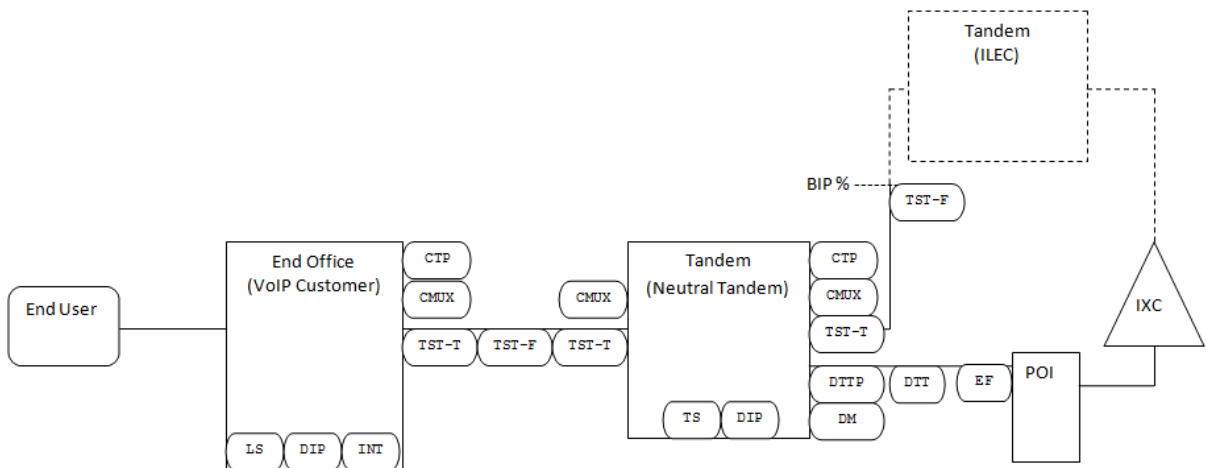 Tandem
(ILEC)
BIP %
TST-F
End Office
(VoIP Customer)
CTP
Tandem
(Neutral Tandem)
CTP
End User
CMUX
CMUX
CMUX
IXC
TST-T
TST-F
TST-T
TST-T
DTTP
DTT
EF
POI
TS
DIP
DM
LS
DIP
INT